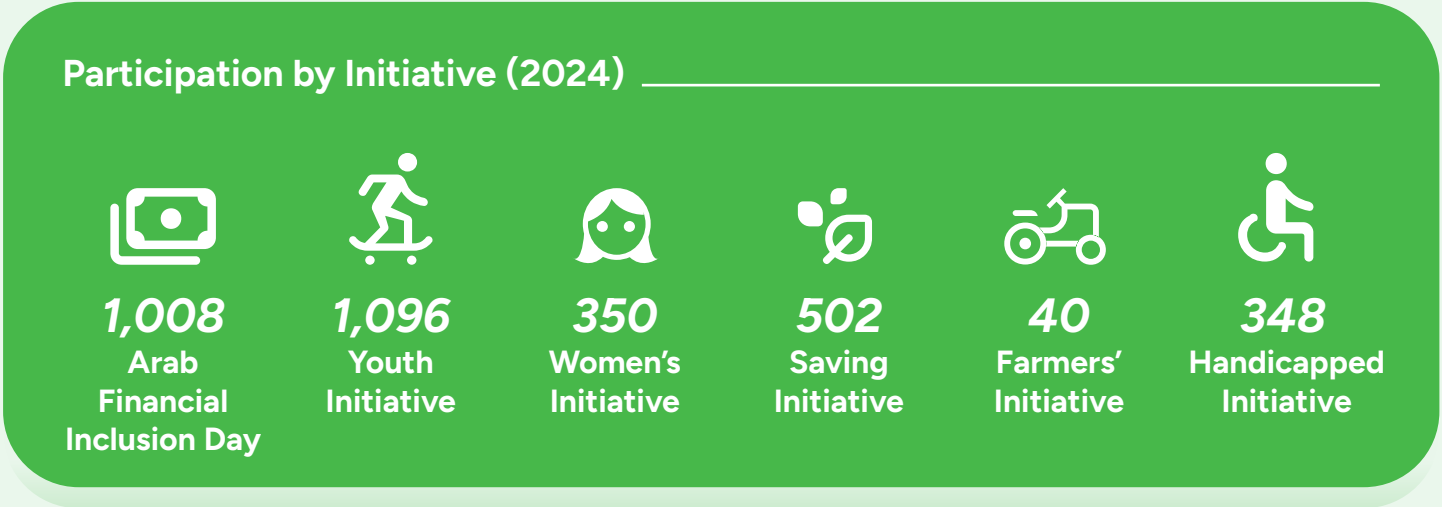 Participation by Initiative (2024)
1,008
Arab
Financial
Inclusion Day
1,096
Youth
Initiative
350
Women’s
Initiative
502
Saving
Initiative
40
Farmers’
Initiative
348
Handicapped
Initiative